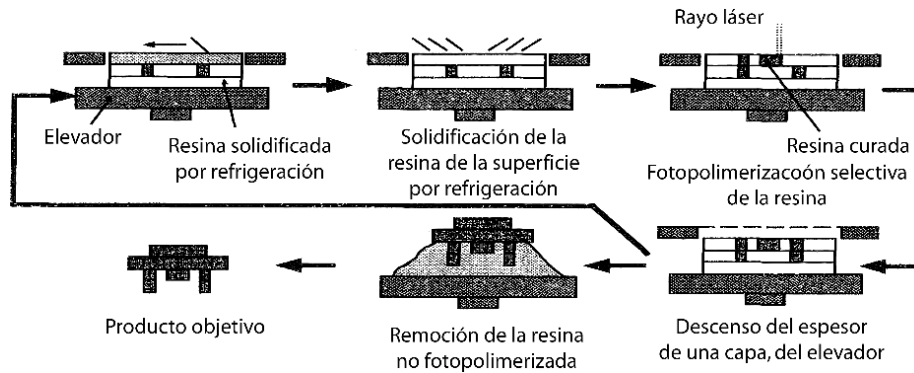 Rayo láser
Elevador
Resina solidificada
por refrigeración
Solidificación de la
resina de la superficie
por refrigeración
Resina curada
Fotopolimerizacoón selectiva
de la resina
Producto objetivo
Remoción de la resina
no fotopolimerizada
Descenso del espesor
de una capa, del elevador